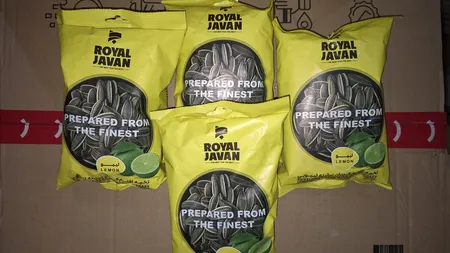 ROYAL
JAVAN
PREPARED FROM
THE FINEST
ليمو
LEMON
ROYAL
JAVAN
PREPARED FROM
THE FINEST
ROYAL
JAVAN
PREPARED FROM
THE FINEST
ليمو
LEMON
ROYAL
JAVAN
PREPARED FROM
THE FINEST